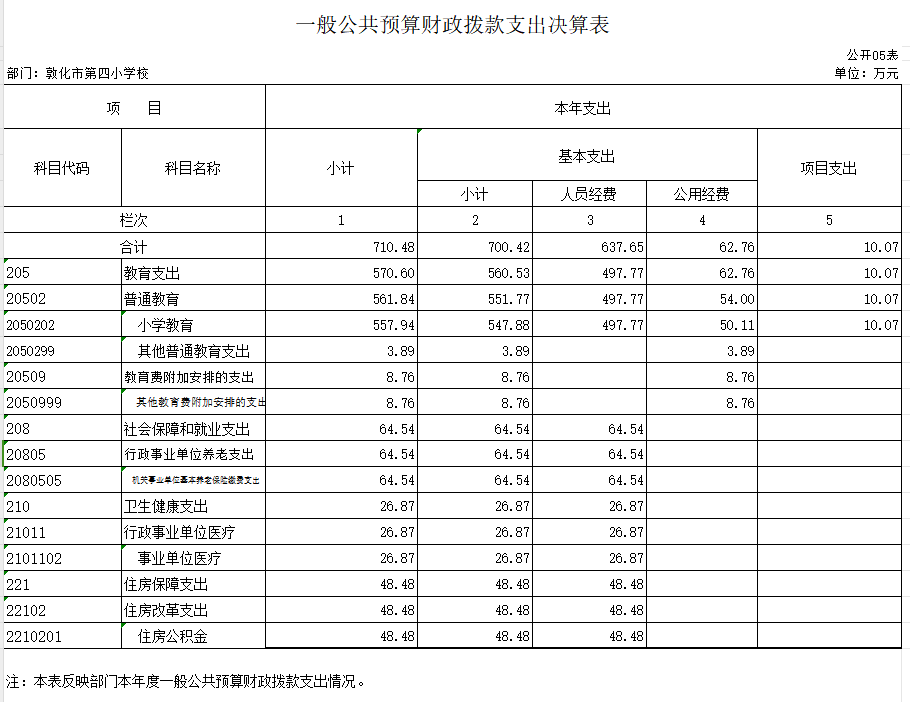 一般公共预算财政拨款支出决算表
公开05表
部门：敦化市第四小学校 单位：万元
项 目 本年支出
科目代码 科目名称 小计 基本支出 项目支出
小计 人员经费 公用经费
栏次 1 2 3 4 5
合计 710.48 700.42 637.65 62.76 10.07
205 教育支出 570.60 560.53 497.77 62.76 10.07
20502 普通教育 561.84 551.77 497.77 54.00 10.07
2050202 小学教育 557.94 547.88 497.77 50.11 10.07
2050299 其他普通教育支出 3.89 3.89 3.89
20509 教育费附加安排的支出 8.76 8.76 8.76
2050999 其他教育费附加安排的支出 8.76 8.76 8.76
208 社会保障和就业支出 64.54 64.54 64.54
20805 行政事业单位养老支出 64.54 64.54 64.54
2080505 机关事业单位基本养老保险缴费支出 64.54 64.54 64.54
210 卫生健康支出 26.87 26.87 26.87
21011 行政事业单位医疗 26.87 26.87 26.87
2101102 事业单位医疗 26.87 26.87 26.87
221 住房保障支出 48.48 48.48 48.48
22102 住房改革支出 48.48 48.48 48.48
2210201 住房公积金 48.48 48.48 48.48
注：本表反映部门本年度一般公共预算财政拨款支出情况。